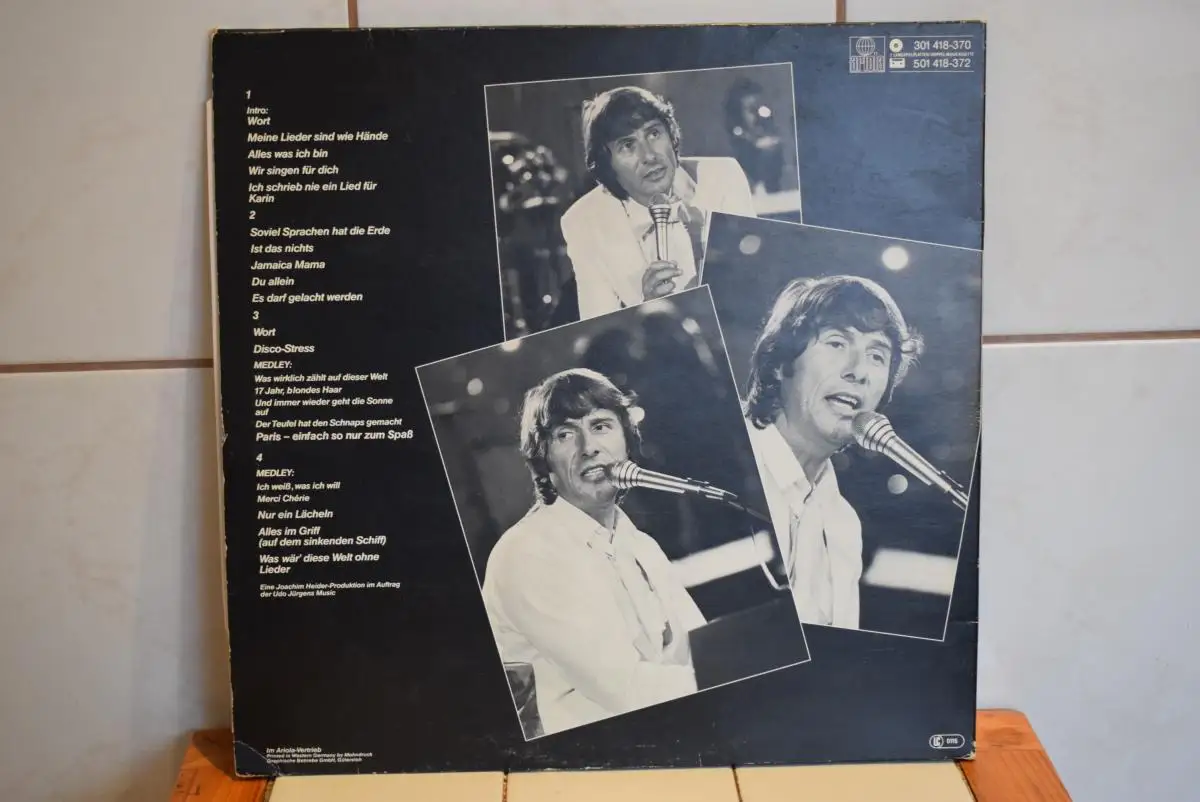 1
Intro:
Wort
Meine Lieder sind wie Hände
Alles was ich bin
Wir singen für dich
Ich schrieb nie ein Lied für
Karin
2
Soviel Sprachen hat die Erde
Ist das nichts
Jamaica Mama
Du allein
Es darf gelacht werden
3
Wort
Disco-Stress
MEDLEY:
Was wirklich zählt auf dieser Welt
17 Jahr, blondes Haar
Und immer wieder geht die Sonne
auf
Der Teufel hat den Schnaps gemacht
Paris – einfach so nur zum Spaß
4
MEDLEY:
Ich weiß, was ich will
Merci Chérie
Nur ein Lächeln
Alles im Griff
(auf dem sinkenden Schiff)
Was wär' diese Welt ohne
Lieder
Eine Joachim Heider-Produktion im Auftrag
der Udo Jürgens Music
Im Ariola-Vertrieb
Printed in Western Germany by Mohndruck
Graphische Betriebe GmbH, Gütersloh
ariola
301 418-370
501 418-372
LC 0116